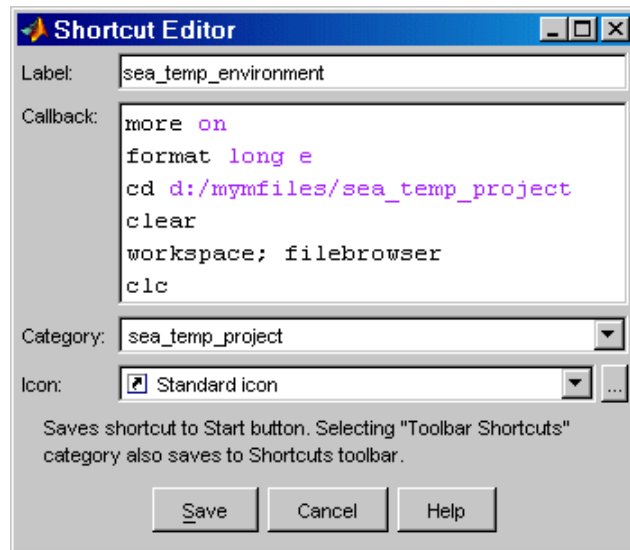 Shortcut Editor
Label: sea_temp_environment
Callback: more on
format long e
cd d:/mymfiles/sea_temp_project
clear
workspace; filebrowser
clc
Category: sea_temp_project
Icon: Standard icon ...
Saves shortcut to Start button. Selecting "Toolbar Shortcuts"
category also saves to Shortcuts toolbar.
Save Cancel Help